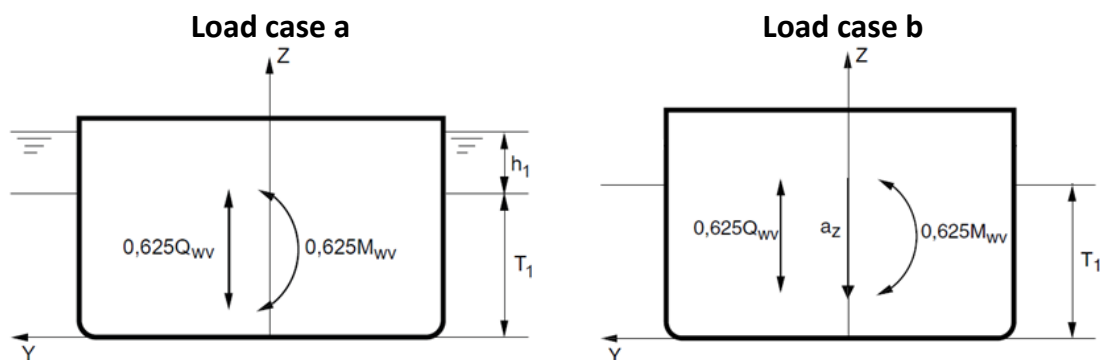 Load case a
Z
h1
0,625QWV
0,625MWV
T1
Y
Load case b
Z
0,625QWV
aZ
0,625MWV
T1
Y